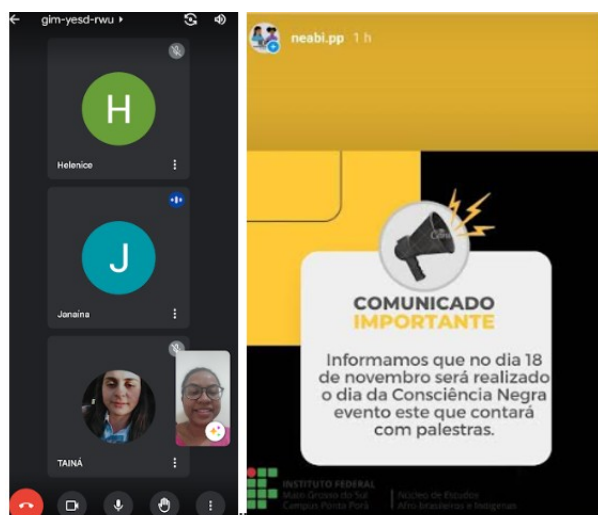 gim-yesd-rwu
H
Helenice
J
Janaína
TAINÁ
neabi.pp 1 h
COMUNICADO
IMPORTANTE
Informamos que no dia 18
de novembro será realizado
o dia da Consciência Negra
evento este que contará
com palestras.
INSTITUTO FEDERAL
Mato Grosso do Sul
Campus Ponta Porã
Núcleo de Estudos
Afro-brasileiros e Indígenas